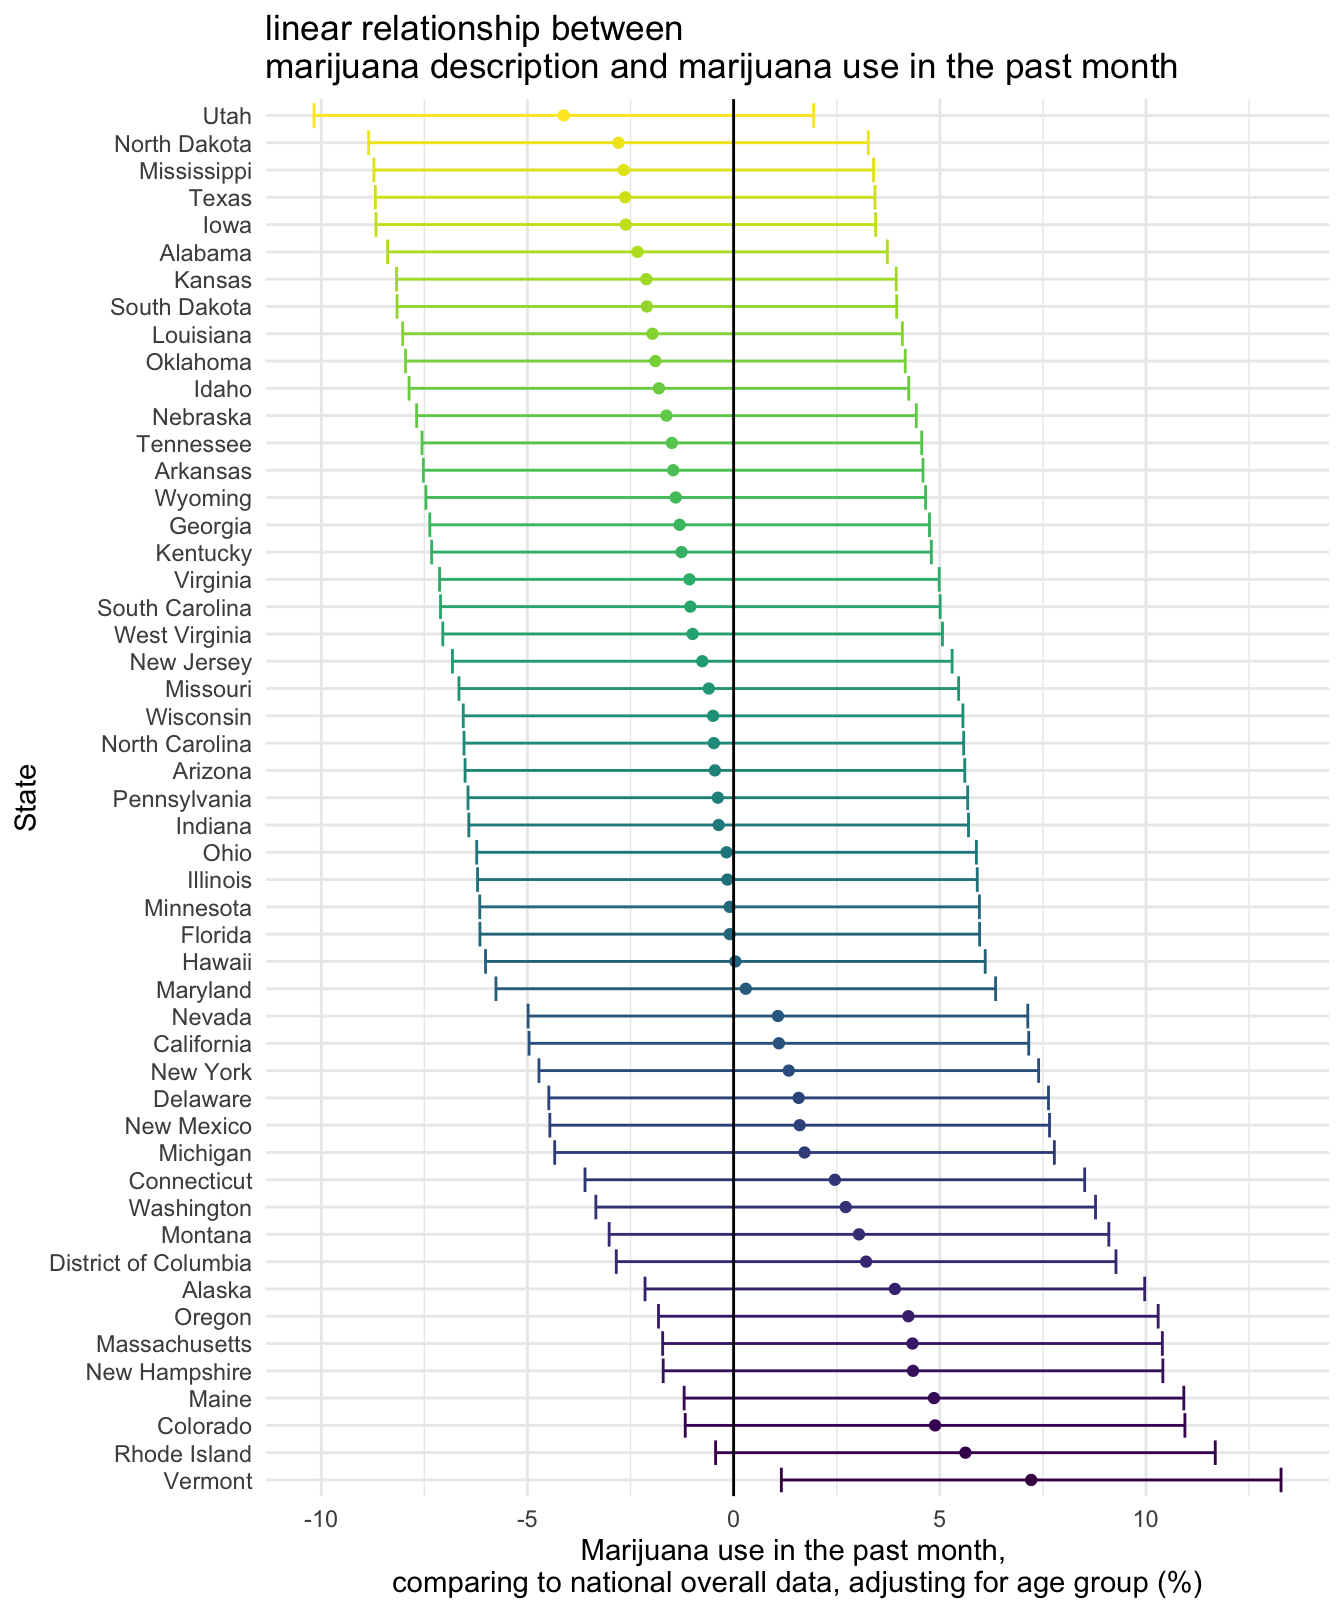 linear relationship between
marijuana description and marijuana use in the past month
Utah
North Dakota
Mississippi
Texas
Iowa
Alabama
Kansas
South Dakota
Louisiana
Oklahoma
Idaho
Nebraska
Tennessee
Arkansas
Wyoming
Georgia
Kentucky
Virginia
South Carolina
West Virginia
New Jersey
Missouri
Wisconsin
North Carolina
Arizona
Pennsylvania
Indiana
Ohio
Illinois
Minnesota
Florida
Hawaii
Maryland
Nevada
California
New York
Delaware
New Mexico
Michigan
Connecticut
Washington
Montana
District of Columbia
Alaska
Oregon
Massachusetts
New Hampshire
Maine
Colorado
Rhode Island
Vermont
State
-10 -5 0 5 10
Marijuana use in the past month,
comparing to national overall data, adjusting for age group (%)